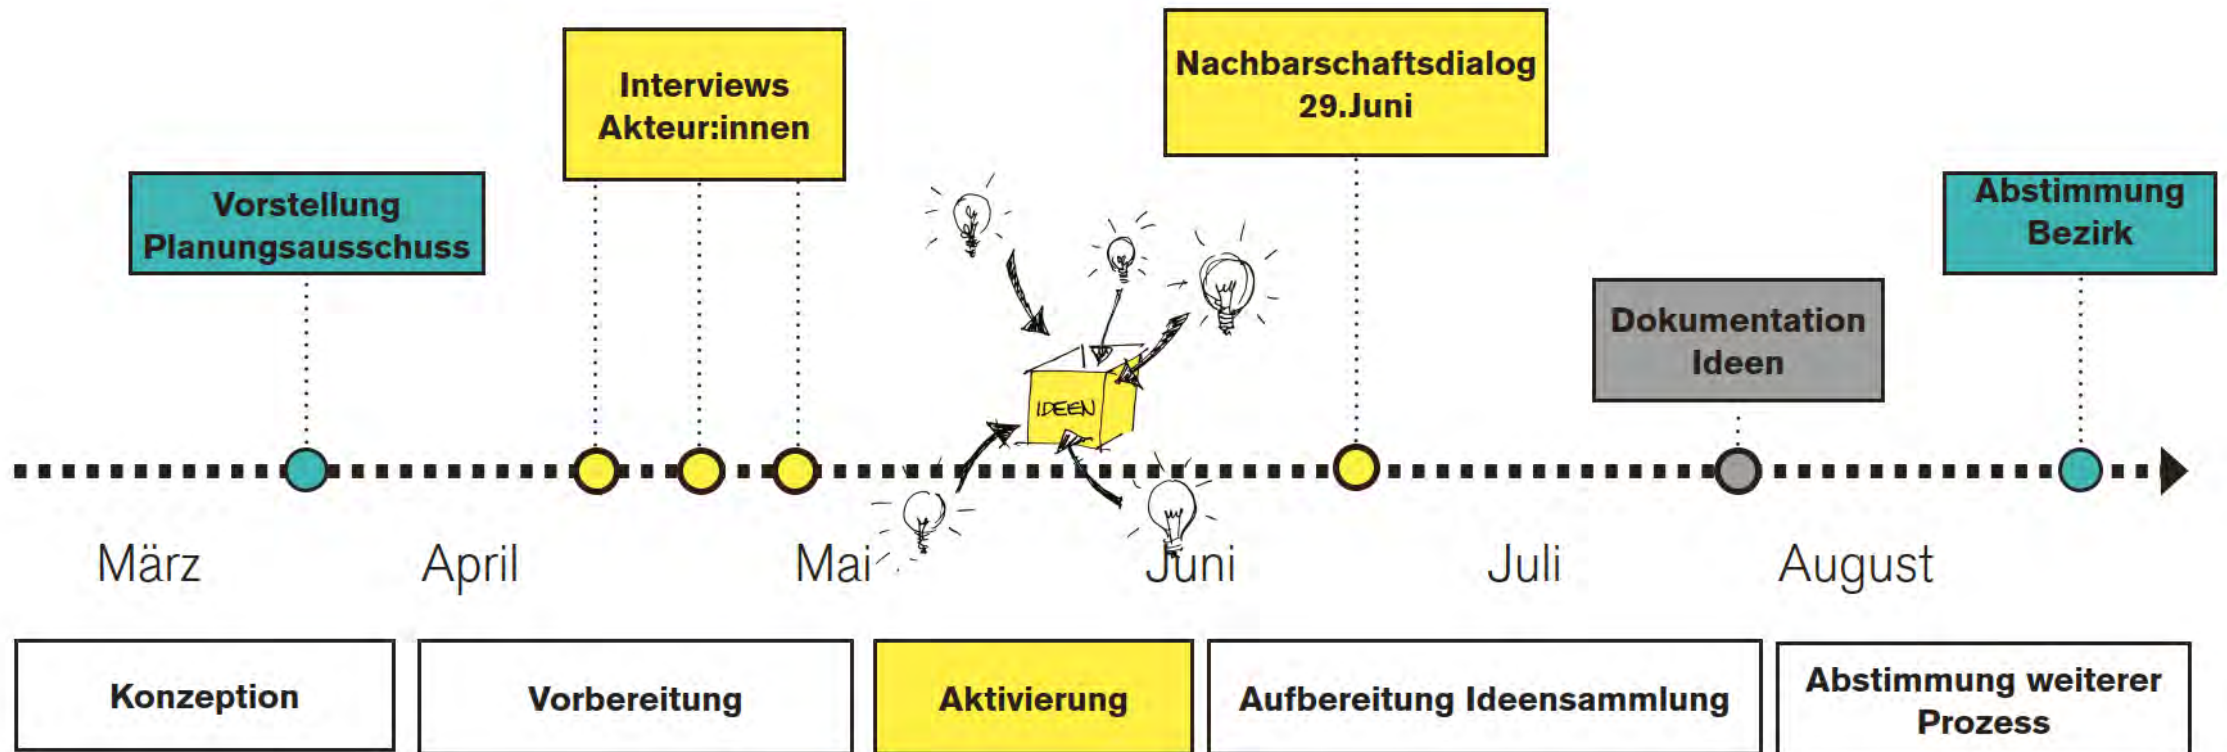 Interviews
Akteur:innen
Nachbarschaftsdialog
29.Juni
Vorstellung
Planungsausschuss
Abstimmung
Bezirk
Dokumentation
Ideen
IDEEN
März
April
Mai
Juni
Juli
August
Konzeption
Vorbereitung
Aktivierung
Aufbereitung Ideensammlung
Abstimmung weiterer
Prozess